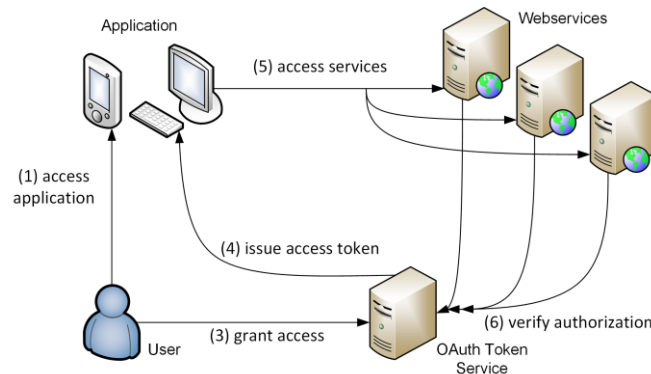 Application
Webservices
(5) access services
(1) access
application
(4) issue access token
(3) grant access
(6) verify authorization
User
OAuth Token
Service